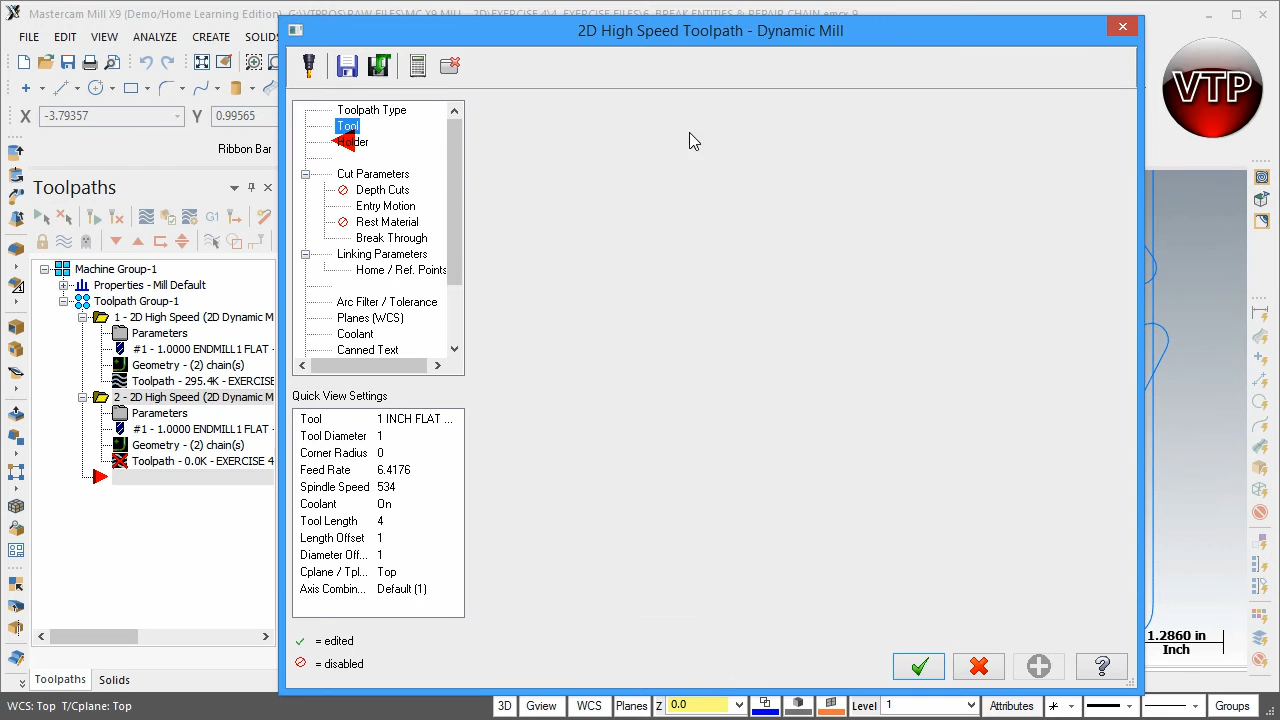 Mastercam Mill X9 (Demo/Home Learning Edition)
2D High Speed Toolpath - Dynamic Mill
FILE EDIT VIEW ANALYZE CREATE SOLIDS
X -3.79357 Y 0.99565
Ribbon Bar
VTP
Toolpaths
G1
Machine Group-1
Properties - Mill Default
Toolpath Group-1
1 - 2D High Speed (2D Dynamic M
Parameters
#1 - 1.0000 ENDMILL1 FLAT -
Geometry - (2) chain(s)
Toolpath - 295.4K - EXERCISE
2 - 2D High Speed (2D Dynamic M
Parameters
#1 - 1.0000 ENDMILL1 FLAT -
Geometry - (2) chain(s)
Toolpath - 0.0K - EXERCISE 4
Toolpath Type
Tool
Holder
Cut Parameters
Depth Cuts
Entry Motion
Rest Material
Break Through
Linking Parameters
Home / Ref. Points
Arc Filter / Tolerance
Planes (WCS)
Coolant
Canned Text
Quick View Settings
Tool 1 INCH FLAT ...
Tool Diameter 1
Corner Radius 0
Feed Rate 6.4176
Spindle Speed 534
Coolant On
Tool Length 4
Length Offset 1
Diameter Off... 1
Cplane / Tpl... Top
Axis Combin... Default (1)
= edited
= disabled
1.2860 in
Inch
Toolpaths Solids
WCS: Top T/Cplane: Top
3D Gview WCS Planes Z 0.0 Level 1 Attributes Groups